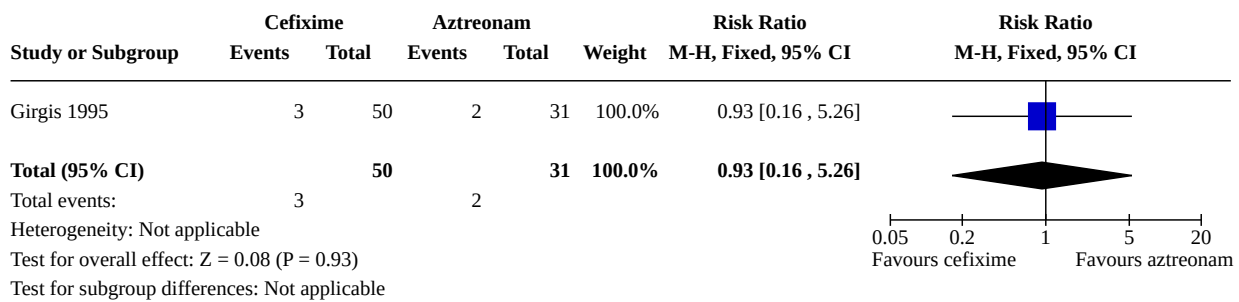 Cefixime Aztreonam Risk Ratio Risk Ratio
Study or Subgroup Events Total Events Total Weight M-H, Fixed, 95% CI M-H, Fixed, 95% CI
Girgis 1995 3 50 2 31 100.0% 0.93 [0.16 , 5.26]
Total (95% CI) 50 31 100.0% 0.93 [0.16 , 5.26]
Total events: 3 2
Heterogeneity: Not applicable
0.05 0.2 1 5 20
Test for overall effect: Z = 0.08 (P = 0.93) Favours cefixime Favours aztreonam
Test for subgroup differences: Not applicable